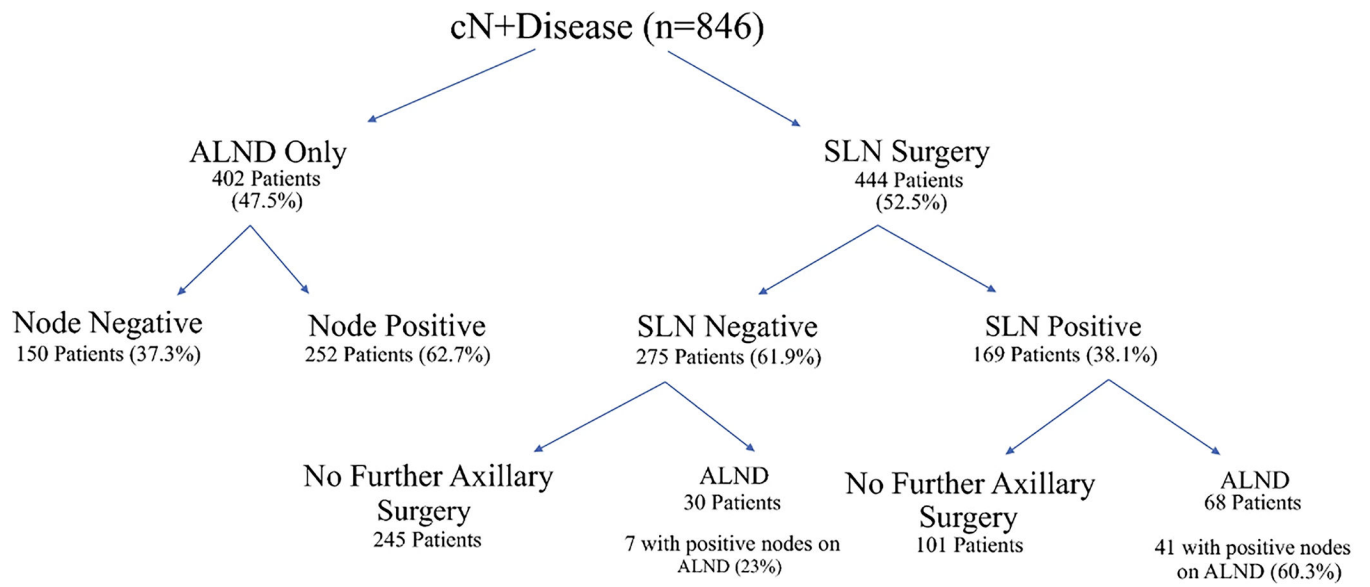 cN+Disease (n=846)
ALND Only
402 Patients
(47.5%)
SLN Surgery
444 Patients
(52.5%)
Node Negative
150 Patients (37.3%)
Node Positive
252 Patients (62.7%)
SLN Negative
275 Patients (61.9%)
SLN Positive
169 Patients (38.1%)
No Further Axillary
Surgery
245 Patients
ALND
30 Patients
7 with positive nodes on
ALND (23%)
No Further Axillary
Surgery
101 Patients
ALND
68 Patients
41 with positive nodes
on ALND (60.3%)